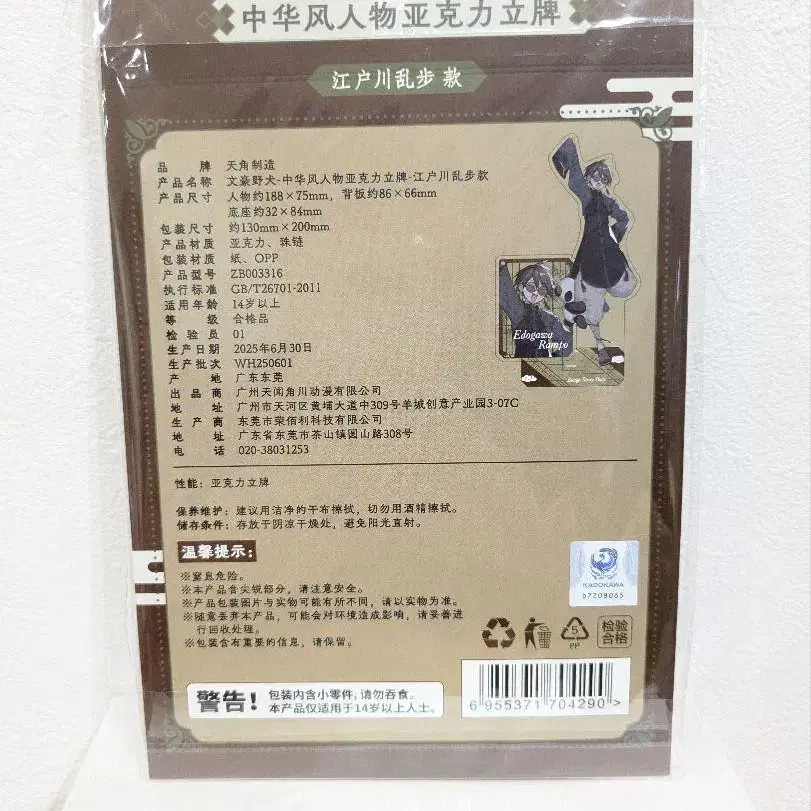 中华风人物亚克力立牌
江户川乱步 款
品 牌 天角制造
产品名称 文豪野犬-中华风人物亚克力立牌-江户川乱步款
产品尺寸 人物约188×75mm，背板约86×66mm
底座约32×84mm
包装尺寸 约130mm×200mm
产品材质 亚克力、珠链
包装材质 纸、OPP
产品型号 ZB003316
执行标准 GB/T26701-2011
适用年龄 14岁以上
等 级 合格品
检 验 员 01
生产日期 2025年6月30日
生产批次 WH250601
产 地 广东东莞
出 品 商 广州天闻角川动漫有限公司
地 址 广州市天河区黄埔大道中309号羊城创意产业园3-07C
生 产 商 东莞市荣佰利科技有限公司
地 址 广东省东莞市茶山镇圆山路308号
电 话 020-38031253
Edogawa
Rampo
性能：亚克力立牌
保养维护：建议用洁净的干布擦拭，切勿用酒精擦拭。
储存条件：存放于阴凉干燥处，避免阳光直射。
温馨提示：
※窒息危险。
※本产品含尖锐部分，请注意安全。
※产品包装图片与实物可能有所不同，请以实物为准。
※随意丢弃本产品，可能会对环境造成影响，请妥善进
行回收处理。
※包装含有重要的信息，请保留。
KADOKAWA
07208065
5
PP
检验
合格
警告！
包装内含小零件，请勿吞食。
本产品仅适用于14岁以上人士。
6 955371 704290 >